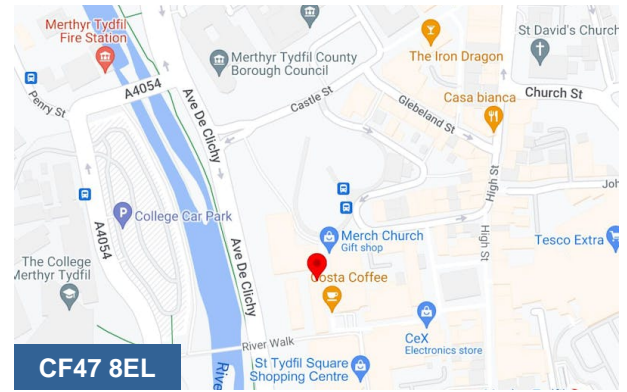 Merthyr Tydfil
Fire Station
Merthyr Tydfil County
Borough Council
The Iron Dragon
St David's Church
Penry St
A4054
Ave De Clichy
Castle St
Glebeland St
Casa bianca
Church St
High St
College Car Park
A4054
Merch Church
Gift shop
High St
Tesco Extra
The College
Merthyr Tydfil
Ave De Clichy
Costa Coffee
CeX
Electronics store
River Walk
St Tydfil Square
Shopping Centre
CF47 8EL